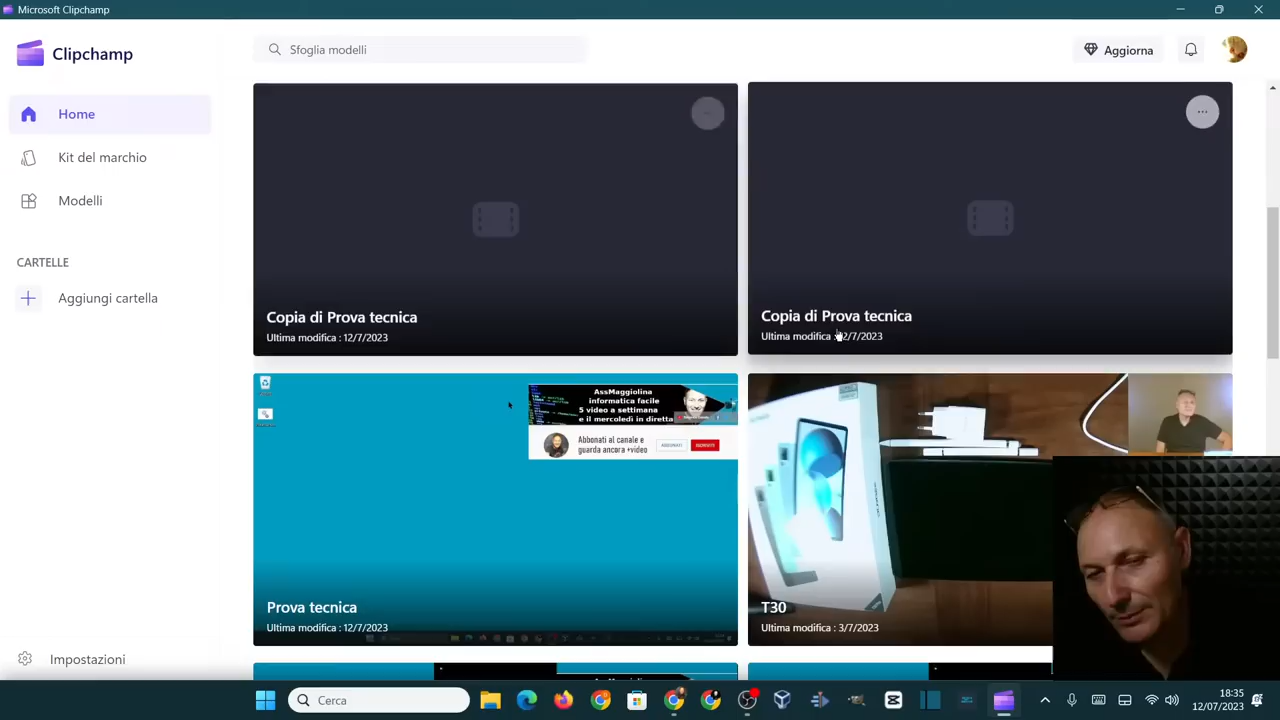 Microsoft Clipchamp
Clipchamp
Sfoglia modelli
Aggiorna
Home
Kit del marchio
Modelli
CARTELLE
Aggiungi cartella
Copia di Prova tecnica
Ultima modifica : 12/7/2023
Copia di Prova tecnica
Ultima modifica : 12/7/2023
AssMaggiolina
informatica facile
5 video a settimana
e il mercoledì in diretta
Abbonati al canale e
guarda ancora +video
ABBONATI
ISCRIVITI
Prova tecnica
Ultima modifica : 12/7/2023
T30
Ultima modifica : 3/7/2023
Impostazioni
Cerca
18:35
12/07/2023